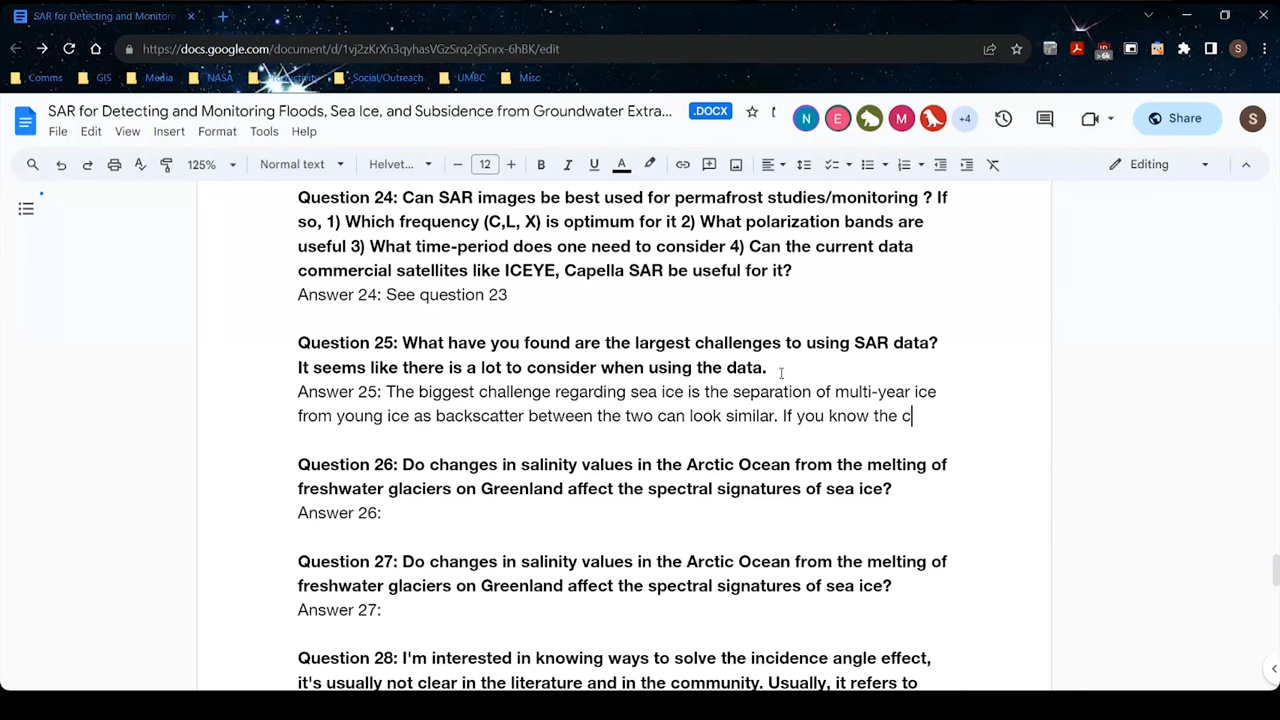 SAR for Detecting and Monitorin
https://docs.google.com/document/d/1vj2zKrXn3qyhasVGzSrq2cjSnrx-6hBK/edit
>6k
S
Comms GIS Media NASA Productivity Social/Outreach UMBC Misc
SAR for Detecting and Monitoring Floods, Sea Ice, and Subsidence from Groundwater Extra... .DOCX
N E M +4 Share S
File Edit View Insert Format Tools Help
125% Normal text Helvet... 12 B I U A Editing
Question 24: Can SAR images be best used for permafrost studies/monitoring ? If
so, 1) Which frequency (C,L, X) is optimum for it 2) What polarization bands are
useful 3) What time-period does one need to consider 4) Can the current data
commercial satellites like ICEYE, Capella SAR be useful for it?
Answer 24: See question 23
Question 25: What have you found are the largest challenges to using SAR data?
It seems like there is a lot to consider when using the data.
Answer 25: The biggest challenge regarding sea ice is the separation of multi-year ice
from young ice as backscatter between the two can look similar. If you know the c
Question 26: Do changes in salinity values in the Arctic Ocean from the melting of
freshwater glaciers on Greenland affect the spectral signatures of sea ice?
Answer 26:
Question 27: Do changes in salinity values in the Arctic Ocean from the melting of
freshwater glaciers on Greenland affect the spectral signatures of sea ice?
Answer 27:
Question 28: I'm interested in knowing ways to solve the incidence angle effect,
it's usually not clear in the literature and in the community. Usually, it refers to